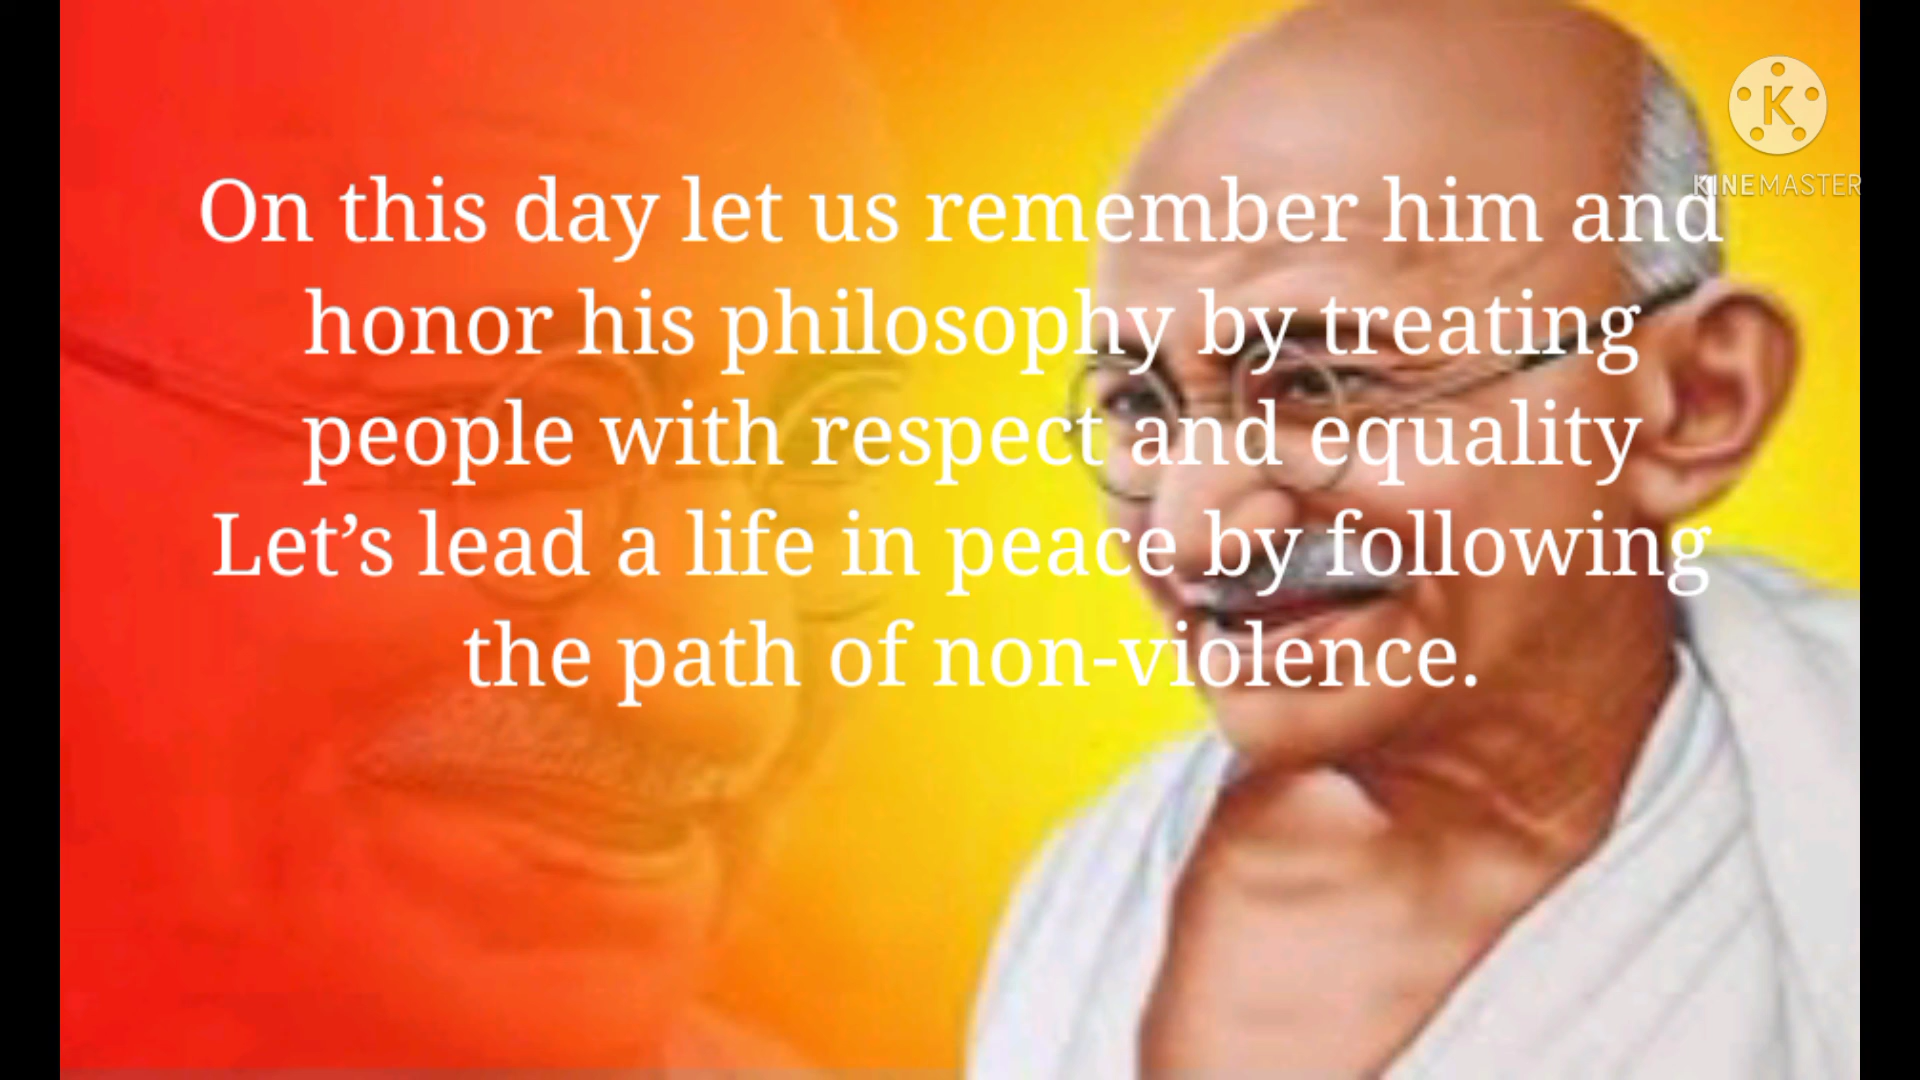 K
KINEMASTER
On this day let us remember him and
honor his philosophy by treating
people with respect and equality
Let’s lead a life in peace by following
the path of non-violence.